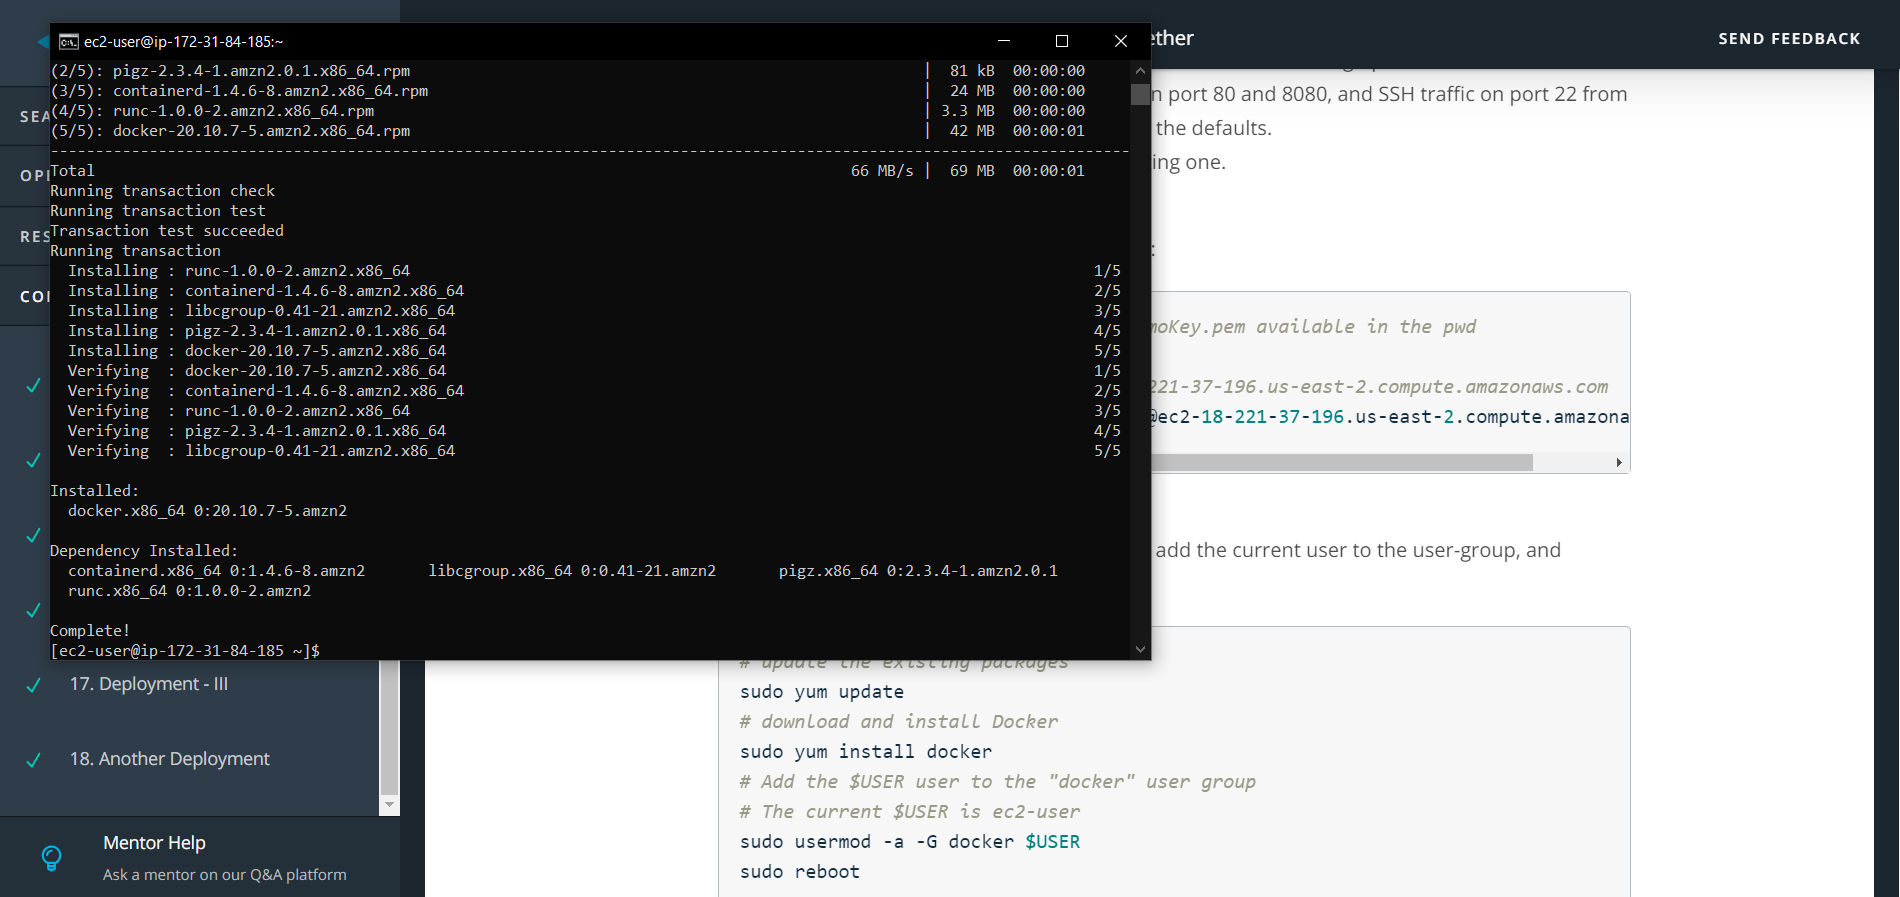 ec2-user@ip-172-31-84-185:~
(2/5): pigz-2.3.4-1.amzn2.0.1.x86_64.rpm | 81 kB 00:00:00
(3/5): containerd-1.4.6-8.amzn2.x86_64.rpm | 24 MB 00:00:00
(4/5): runc-1.0.0-2.amzn2.x86_64.rpm | 3.3 MB 00:00:00
(5/5): docker-20.10.7-5.amzn2.x86_64.rpm | 42 MB 00:00:01
Total 66 MB/s | 69 MB 00:00:01
Running transaction check
Running transaction test
Transaction test succeeded
Running transaction
Installing : runc-1.0.0-2.amzn2.x86_64 1/5
Installing : containerd-1.4.6-8.amzn2.x86_64 2/5
Installing : libcgroup-0.41-21.amzn2.x86_64 3/5
Installing : pigz-2.3.4-1.amzn2.0.1.x86_64 4/5
Installing : docker-20.10.7-5.amzn2.x86_64 5/5
Verifying : docker-20.10.7-5.amzn2.x86_64 1/5
Verifying : containerd-1.4.6-8.amzn2.x86_64 2/5
Verifying : runc-1.0.0-2.amzn2.x86_64 3/5
Verifying : pigz-2.3.4-1.amzn2.0.1.x86_64 4/5
Verifying : libcgroup-0.41-21.amzn2.x86_64 5/5
Installed:
docker.x86_64 0:20.10.7-5.amzn2
Dependency Installed:
containerd.x86_64 0:1.4.6-8.amzn2 libcgroup.x86_64 0:0.41-21.amzn2 pigz.x86_64 0:2.3.4-1.amzn2.0.1
runc.x86_64 0:1.0.0-2.amzn2
Complete!
[ec2-user@ip-172-31-84-185 ~]$
SEA
OPE
RES
CON
17. Deployment - III
18. Another Deployment
Mentor Help
Ask a mentor on our Q&A platform
ether
SEND FEEDBACK
n port 80 and 8080, and SSH traffic on port 22 from
the defaults.
ing one.
:
moKey.pem available in the pwd
221-37-196.us-east-2.compute.amazonaws.com
@ec2-18-221-37-196.us-east-2.compute.amazona
add the current user to the user-group, and
# update the existing packages
sudo yum update
# download and install Docker
sudo yum install docker
# Add the $USER user to the "docker" user group
# The current $USER is ec2-user
sudo usermod -a -G docker $USER
sudo reboot